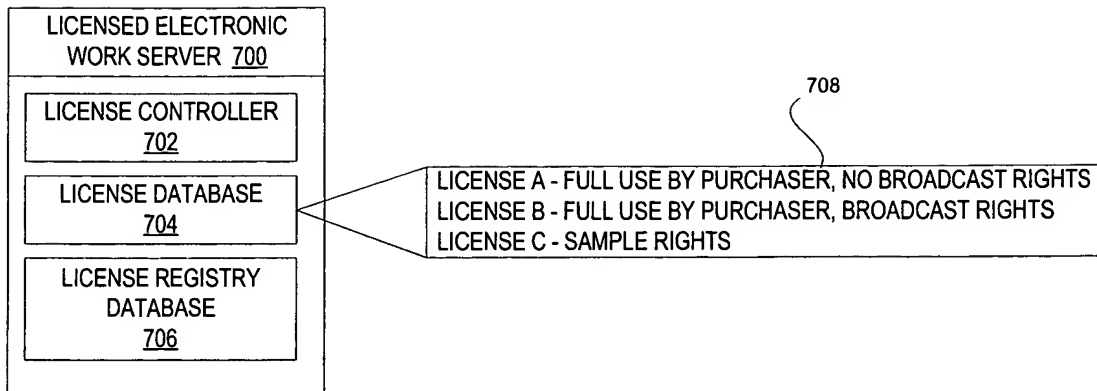 LICENSED ELECTRONIC
WORK SERVER 700
LICENSE CONTROLLER
702
LICENSE DATABASE
704
LICENSE REGISTRY
DATABASE
706
708
LICENSE A - FULL USE BY PURCHASER, NO BROADCAST RIGHTS
LICENSE B - FULL USE BY PURCHASER, BROADCAST RIGHTS
LICENSE C - SAMPLE RIGHTS